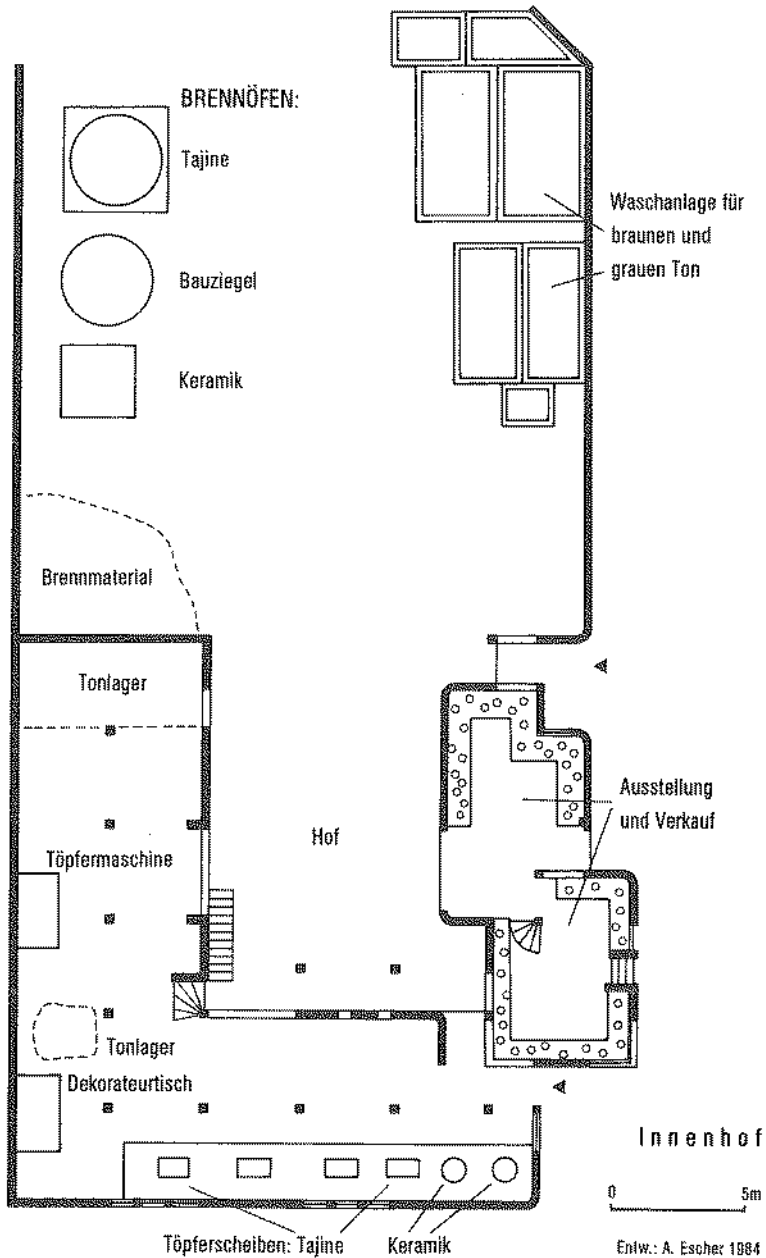 BRENNÖFEN:
Tajine
Bauziegel
Keramik
Waschanlage für
braunen und
grauen Ton
Brennmaterial
Tonlager
Töpfermaschine
Hof
Ausstellung
und Verkauf
Tonlager
Dekorateurtisch
Innenhof
0 5m
Töpferscheiben: Tajine Keramik
Entw.: A. Escher 1984